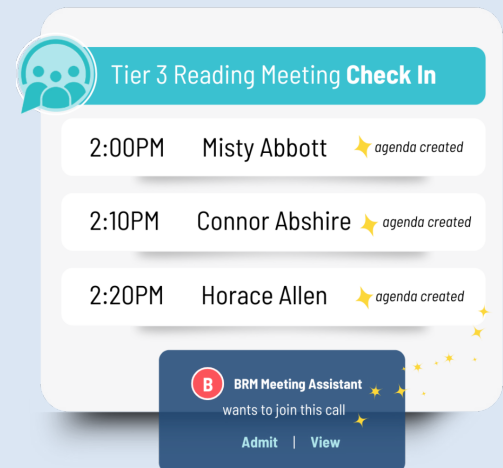 Tier 3 Reading Meeting Check In
2:00PM Misty Abbott agenda created
2:10PM Connor Abshire agenda created
2:20PM Horace Allen agenda created
B BRM Meeting Assistant
wants to join this call
Admit | View